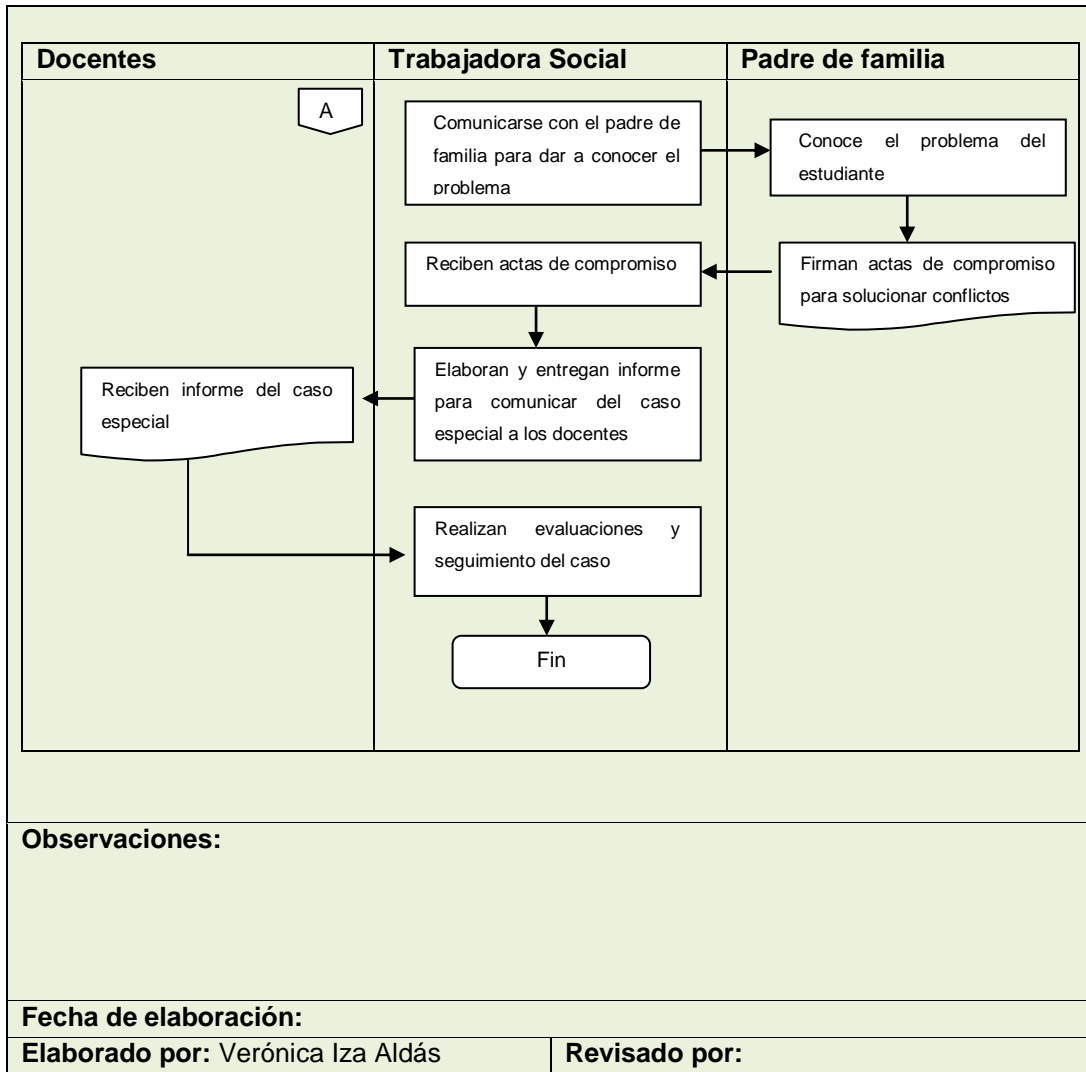 Docentes
Trabajadora Social
Padre de familia
A
Comunicarse con el padre de
familia para dar a conocer el
problema
Conoce el problema del
estudiante
Reciben actas de compromiso
Firman actas de compromiso
para solucionar conflictos
Elaboran y entregan informe
para comunicar del caso
especial a los docentes
Reciben informe del caso
especial
Realizan evaluaciones y
seguimiento del caso
Fin
Observaciones:
Fecha de elaboración:
Elaborado por: Verónica Iza Aldás
Revisado por: